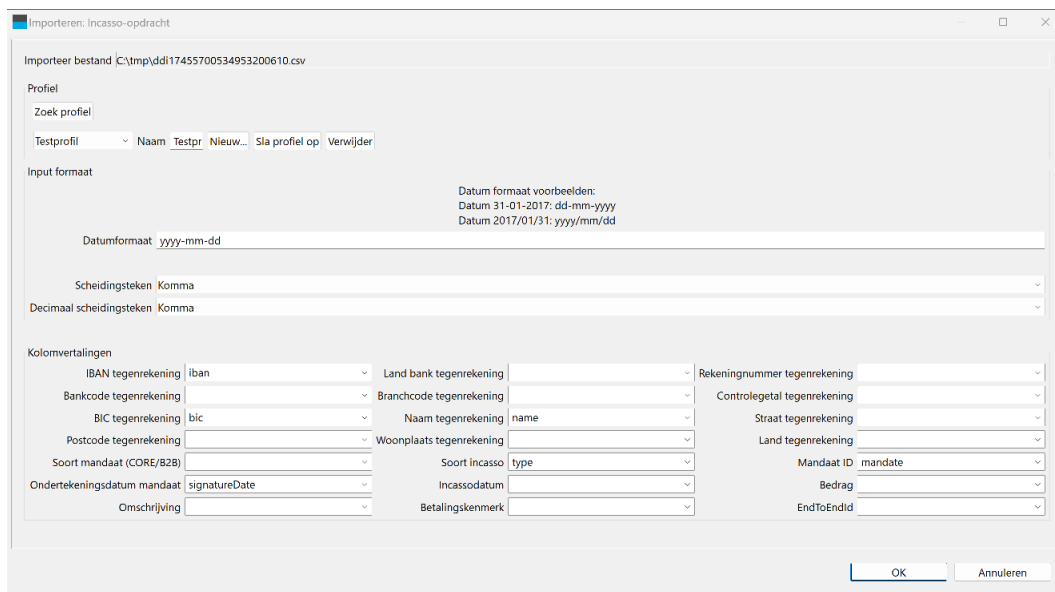 Importeren: Incasso-opdracht
Importeer bestand C:\tmp\ddi17455700534953200610.csv
Profiel
Zoek profiel
Testprofil Naam Testpr Nieuw... Sla profiel op Verwijder
Input formaat
Datum formaat voorbeelden:
Datum 31-01-2017: dd-mm-yyyy
Datum 2017/01/31: yyyy/mm/dd
Datumformaat yyyy-mm-dd
Scheidingsteken Komma
Decimaal scheidingsteken Komma
Kolomvertalingen
IBAN tegenrekening iban Land bank tegenrekening Rekeningnummer tegenrekening
Bankcode tegenrekening Branchcode tegenrekening Controlegetal tegenrekening
BIC tegenrekening bic Naam tegenrekening name Straat tegenrekening
Postcode tegenrekening Woonplaats tegenrekening Land tegenrekening
Soort mandaat (CORE/B2B) Soort incasso type Mandaat ID mandate
Ondertekeningsdatum mandaat signatureDate Incassodatum Bedrag
Omschrijving Betalingskenmerk EndToEndId
OK Annuleren